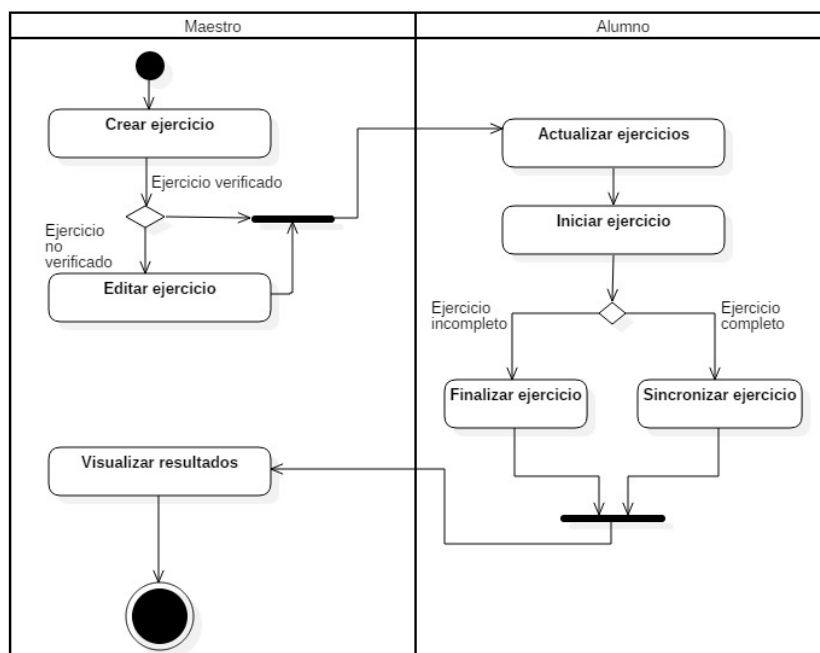 Maestro
Alumno
Crear ejercicio
Actualizar ejercicios
Ejercicio verificado
Iniciar ejercicio
Ejercicio
no
verificado
Editar ejercicio
Ejercicio
incompleto
Ejercicio
completo
Finalizar ejercicio
Sincronizar ejercicio
Visualizar resultados